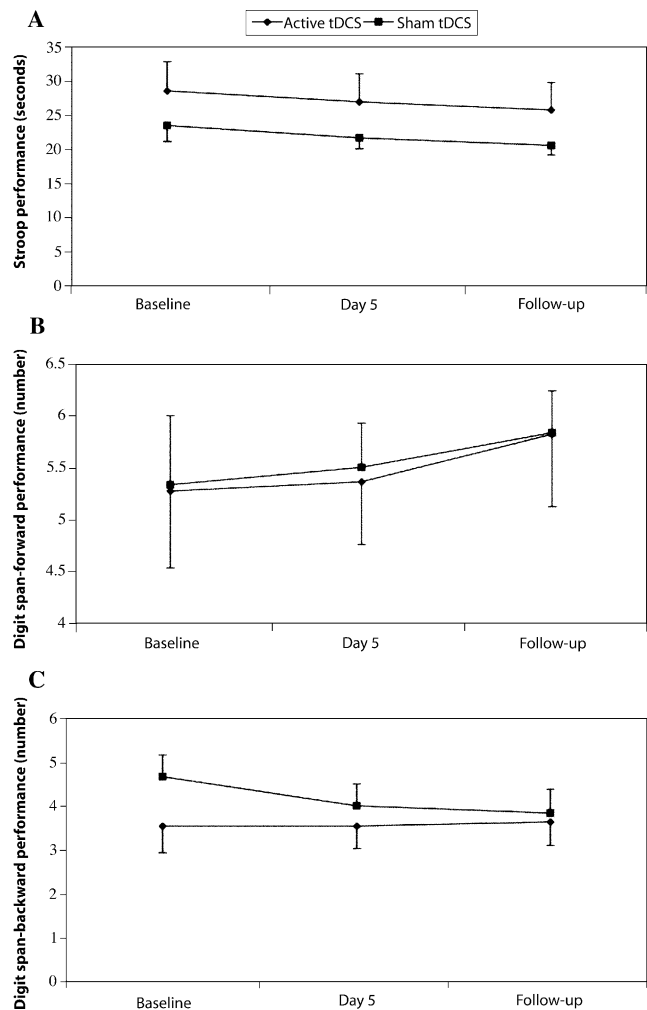 A
Active tDCS Sham tDCS
Stroop performance (seconds)
35
30
25
20
15
10
5
0
Baseline Day 5 Follow-up
B
Digit span-forward performance (number)
6.5
6
5.5
5
4.5
4
Baseline Day 5 Follow-up
C
Digit span-backward performance (number)
6
5
4
3
2
1
0
Baseline Day 5 Follow-up